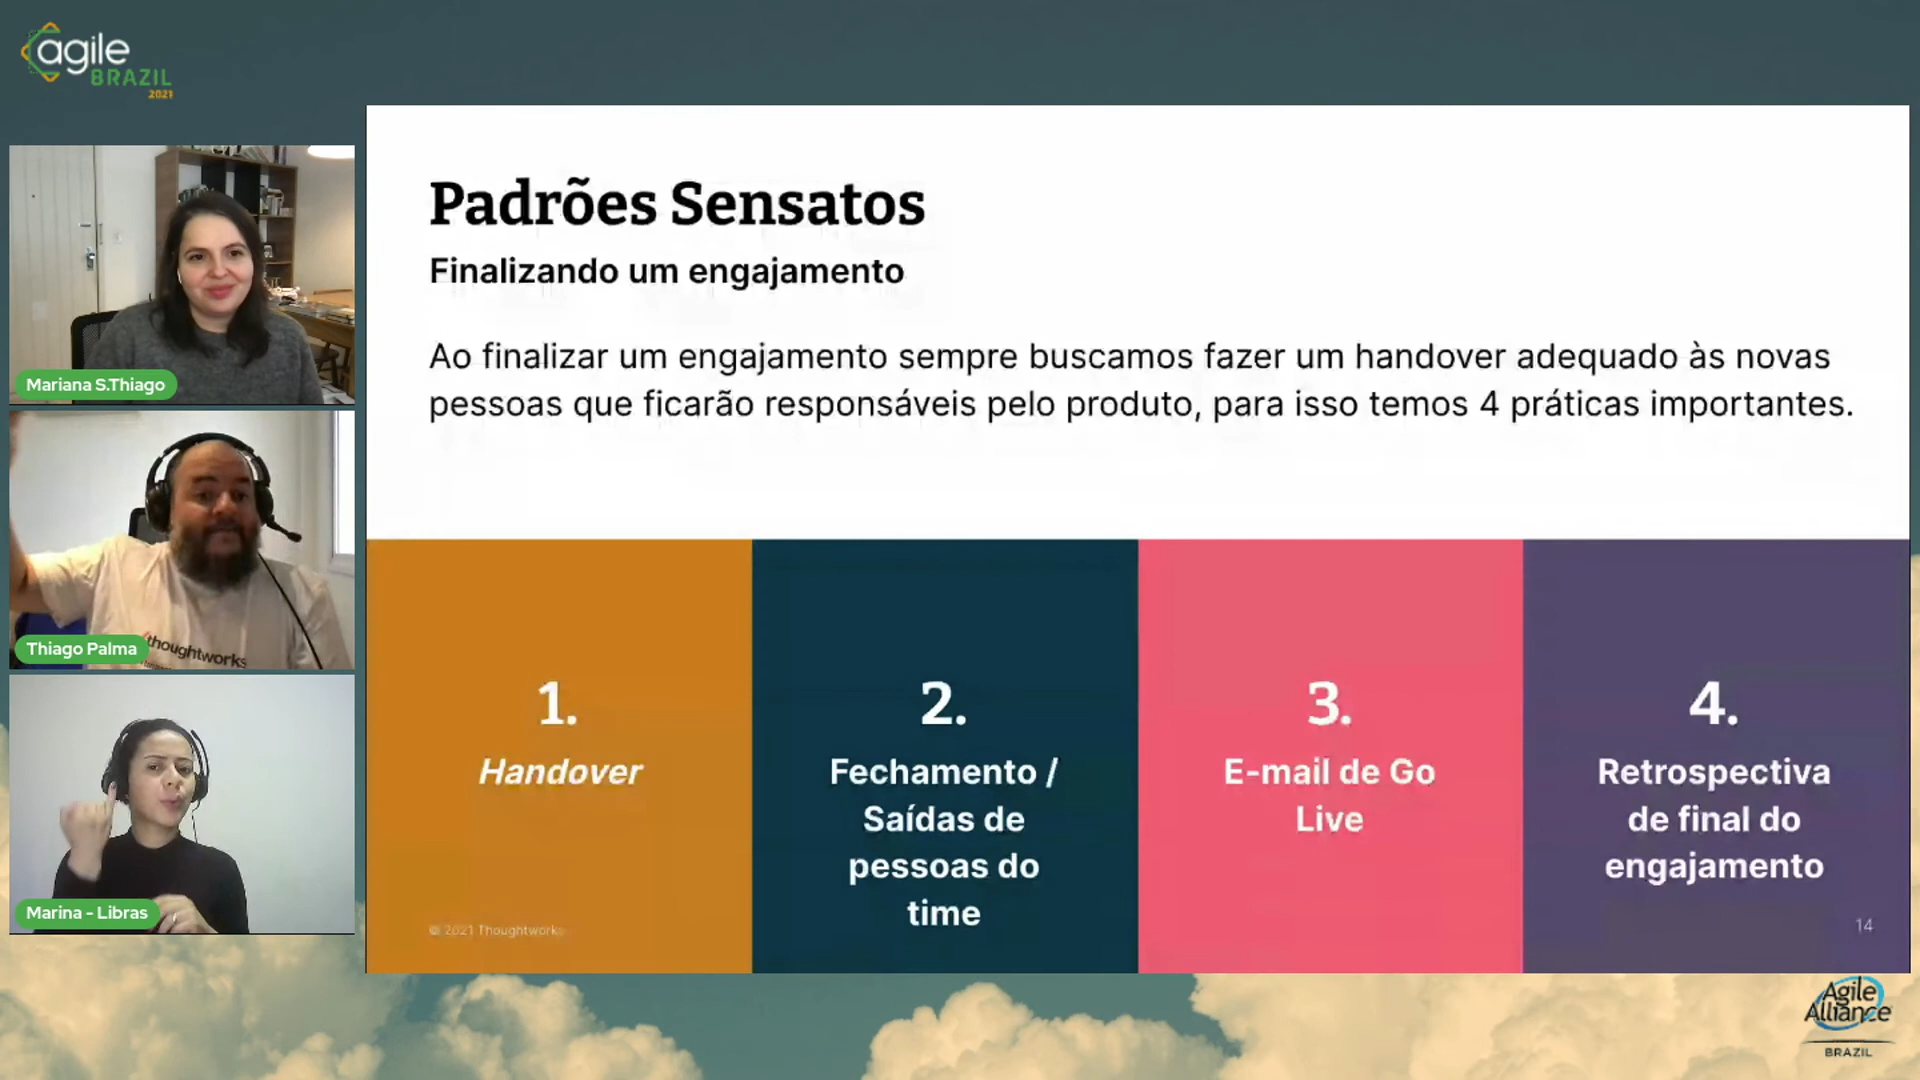 agile
BRAZIL
2021
Mariana S.Thiago
Thiago Palma
thoughtworks
Marina - Libras
Padrões Sensatos
Finalizando um engajamento
Ao finalizar um engajamento sempre buscamos fazer um handover adequado às novas
pessoas que ficarão responsáveis pelo produto, para isso temos 4 práticas importantes.
1.
Handover
2.
Fechamento /
Saídas de
pessoas do
time
3.
E-mail de Go
Live
4.
Retrospectiva
de final do
engajamento
© 2021 Thoughtworks
14
Agile
Alliance
BRAZIL